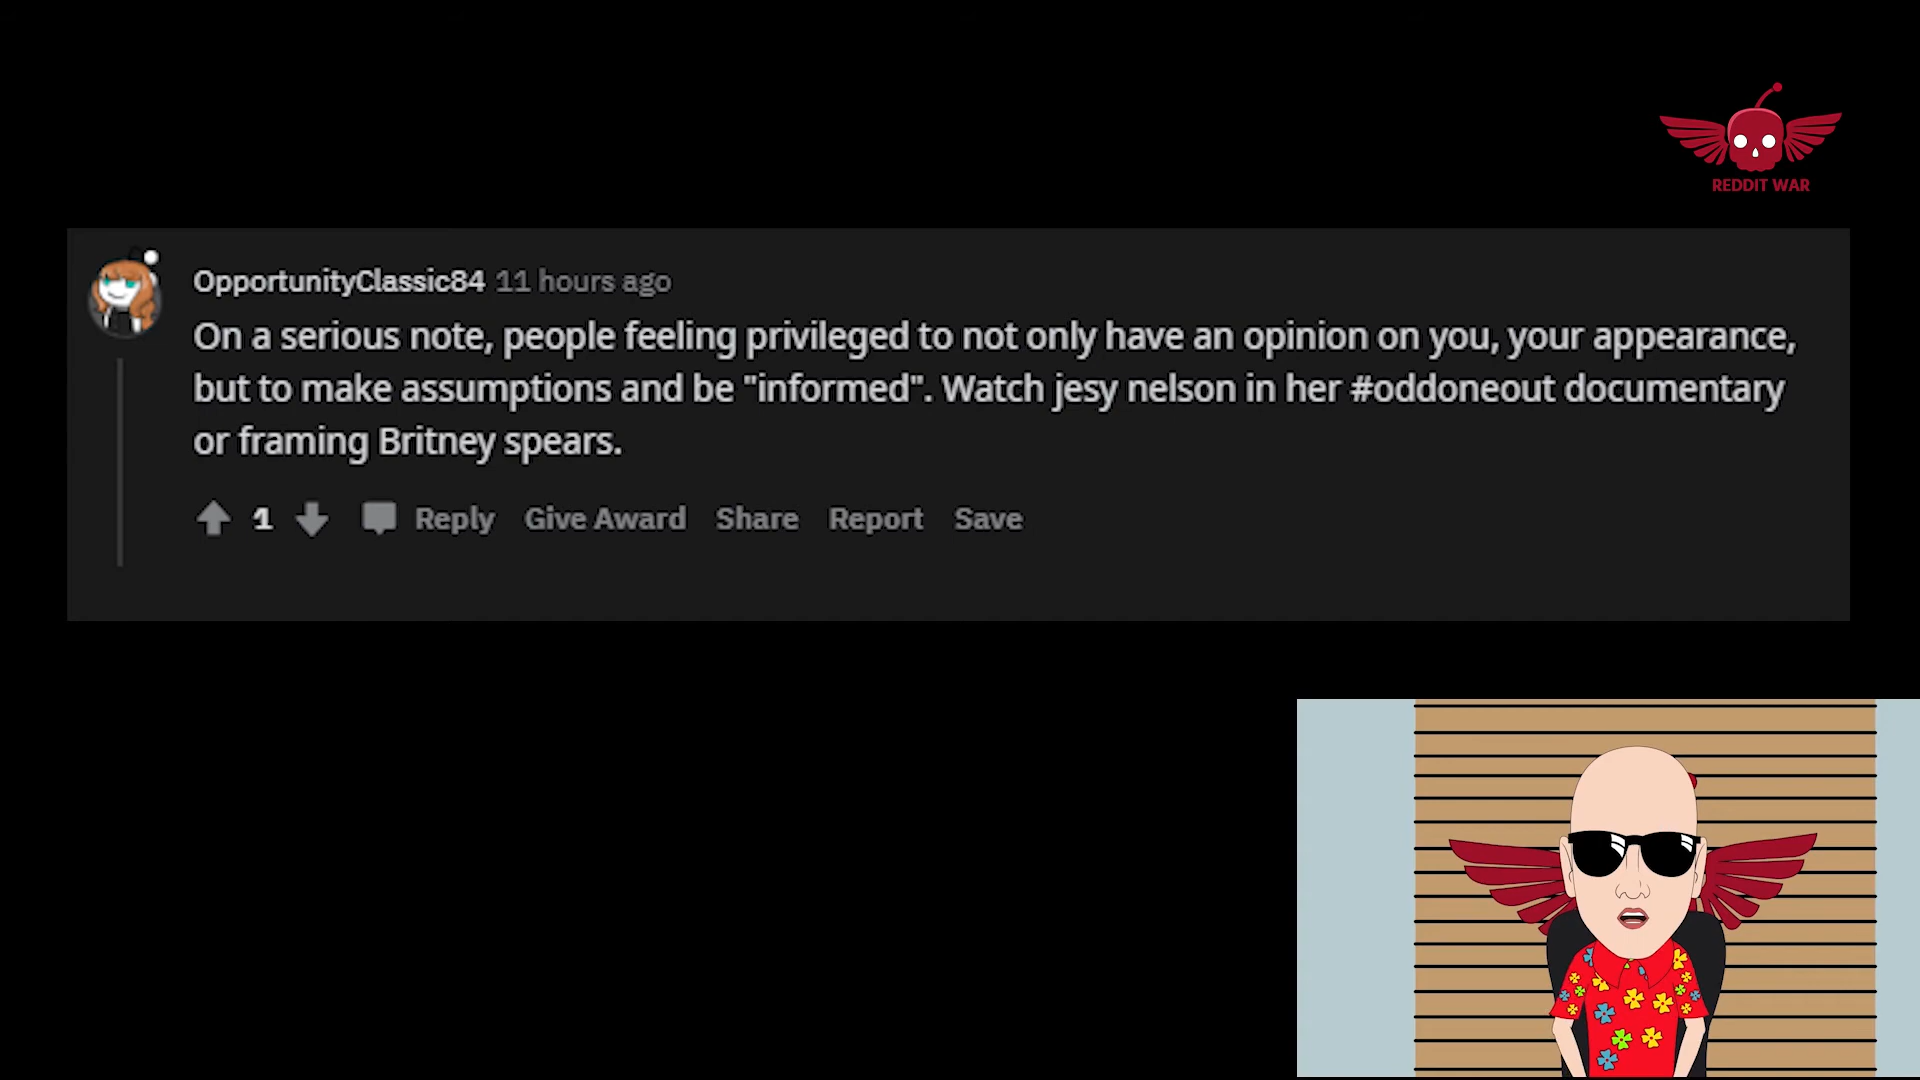 REDDIT WAR
OpportunityClassic84 11 hours ago
On a serious note, people feeling privileged to not only have an opinion on you, your appearance,
but to make assumptions and be "informed". Watch jesy nelson in her #oddoneout documentary
or framing Britney spears.
1 Reply Give Award Share Report Save